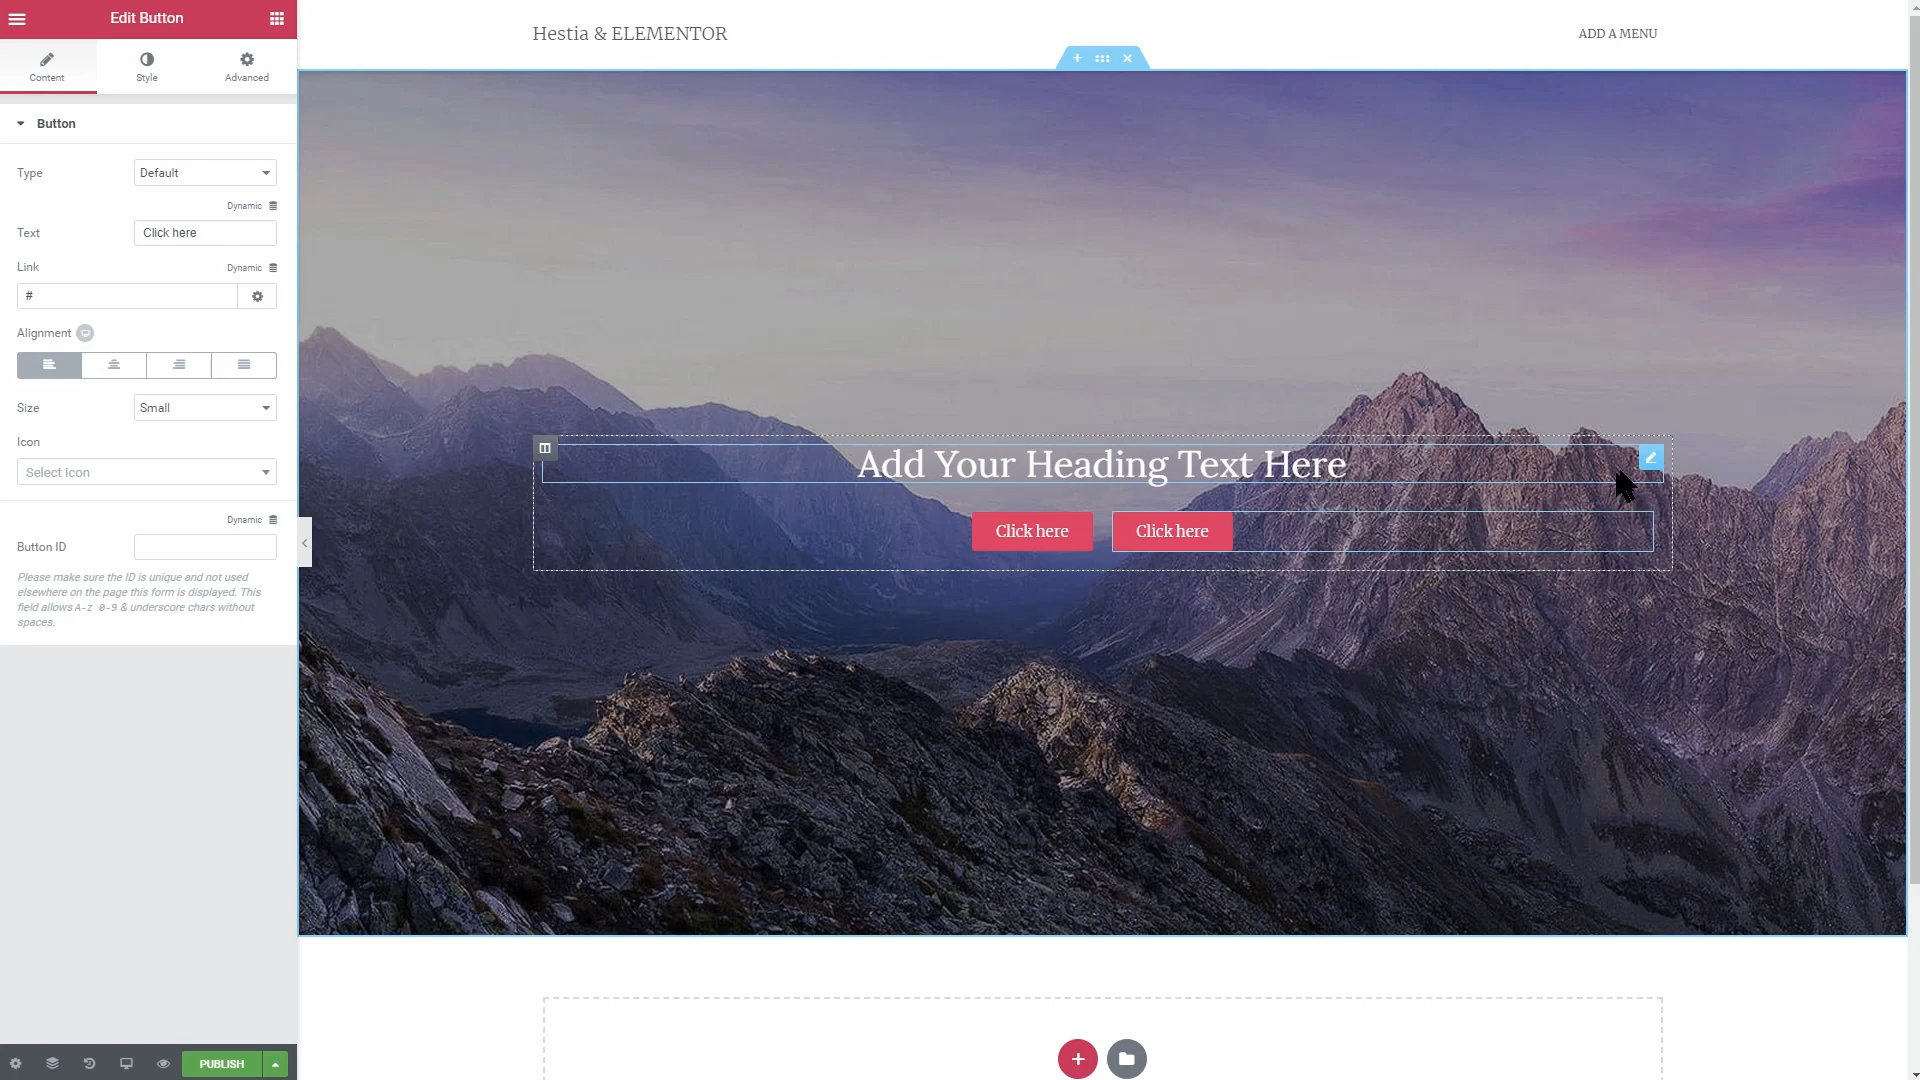 Edit Button
Content
Style
Advanced
Button
Type
Default
Dynamic
Text
Click here
Link
Dynamic
#
Alignment
Size
Small
Icon
Select Icon
Dynamic
Button ID
Please make sure the ID is unique and not used
elsewhere on the page this form is displayed. This
field allows A-z 0-9 & underscore chars without
spaces.
PUBLISH
Hestia & ELEMENTOR
ADD A MENU
Add Your Heading Text Here
Click here
Click here